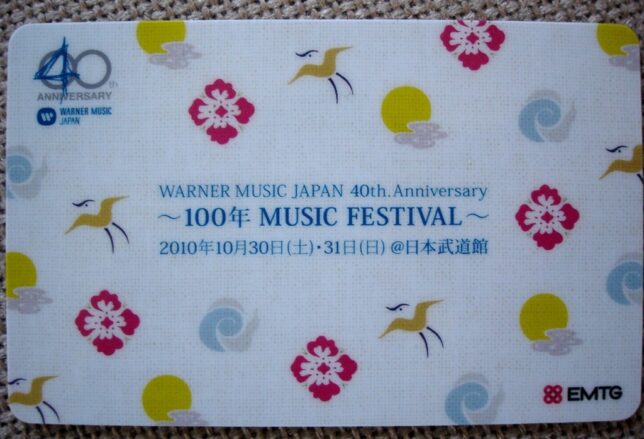 40th
ANNIVERSARY
WARNER MUSIC
JAPAN
WARNER MUSIC JAPAN 40th. Anniversary
～100年 MUSIC FESTIVAL～
2010年10月30日(土)・31日(日) @日本武道館
EMTG